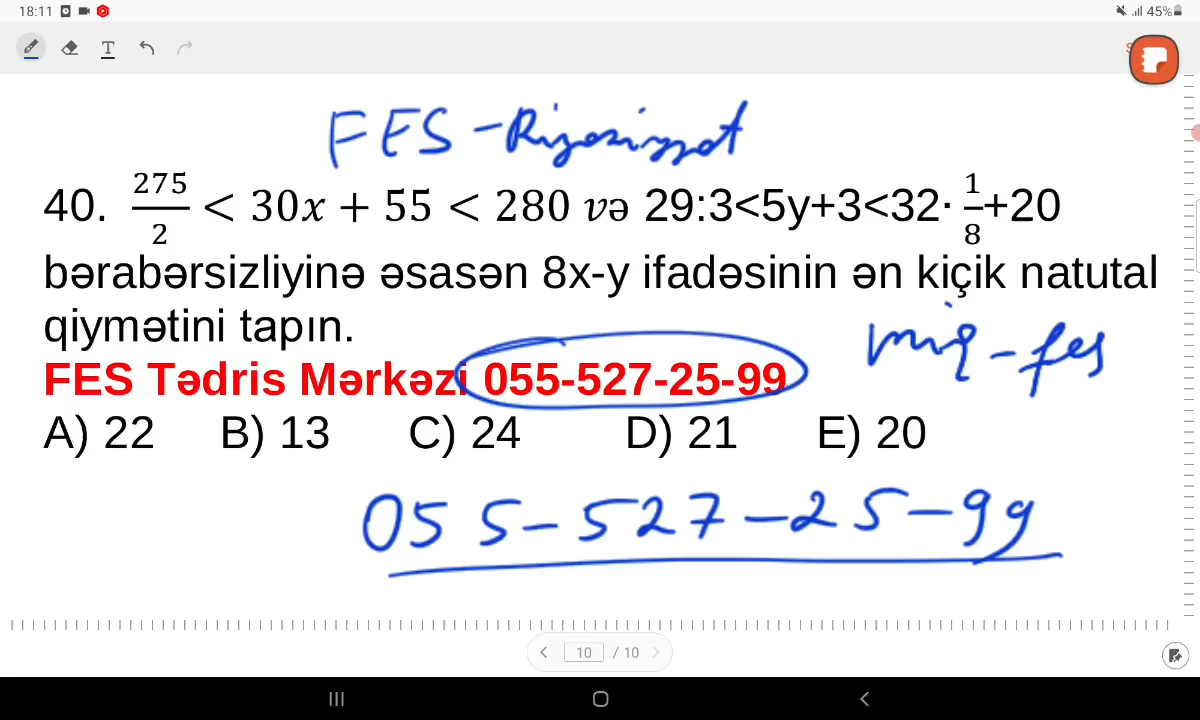 18:11 45%
T
FES - Riyaziyyat
40. 275/2 < 30x + 55 < 280 və 29:3<5y+3<32· 1/8+20
bərabərsizliyinə əsasən 8x-y ifadəsinin ən kiçik natutal
qiymətini tapın.
miq - fes
FES Tədris Mərkəzi 055-527-25-99
A) 22 B) 13 C) 24 D) 21 E) 20
055-527-25-99
10 / 10